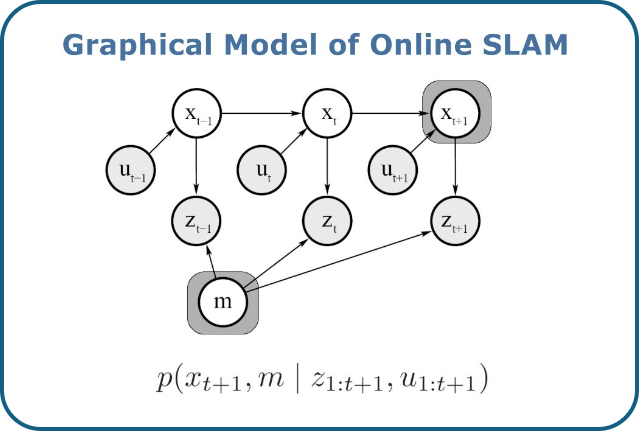 Graphical Model of Online SLAM
x_{t−1} x_t x_{t+1}
u_{t−1} u_t u_{t+1}
z_{t−1} z_t z_{t+1}
m
p(x_{t+1}, m | z_{1:t+1}, u_{1:t+1})